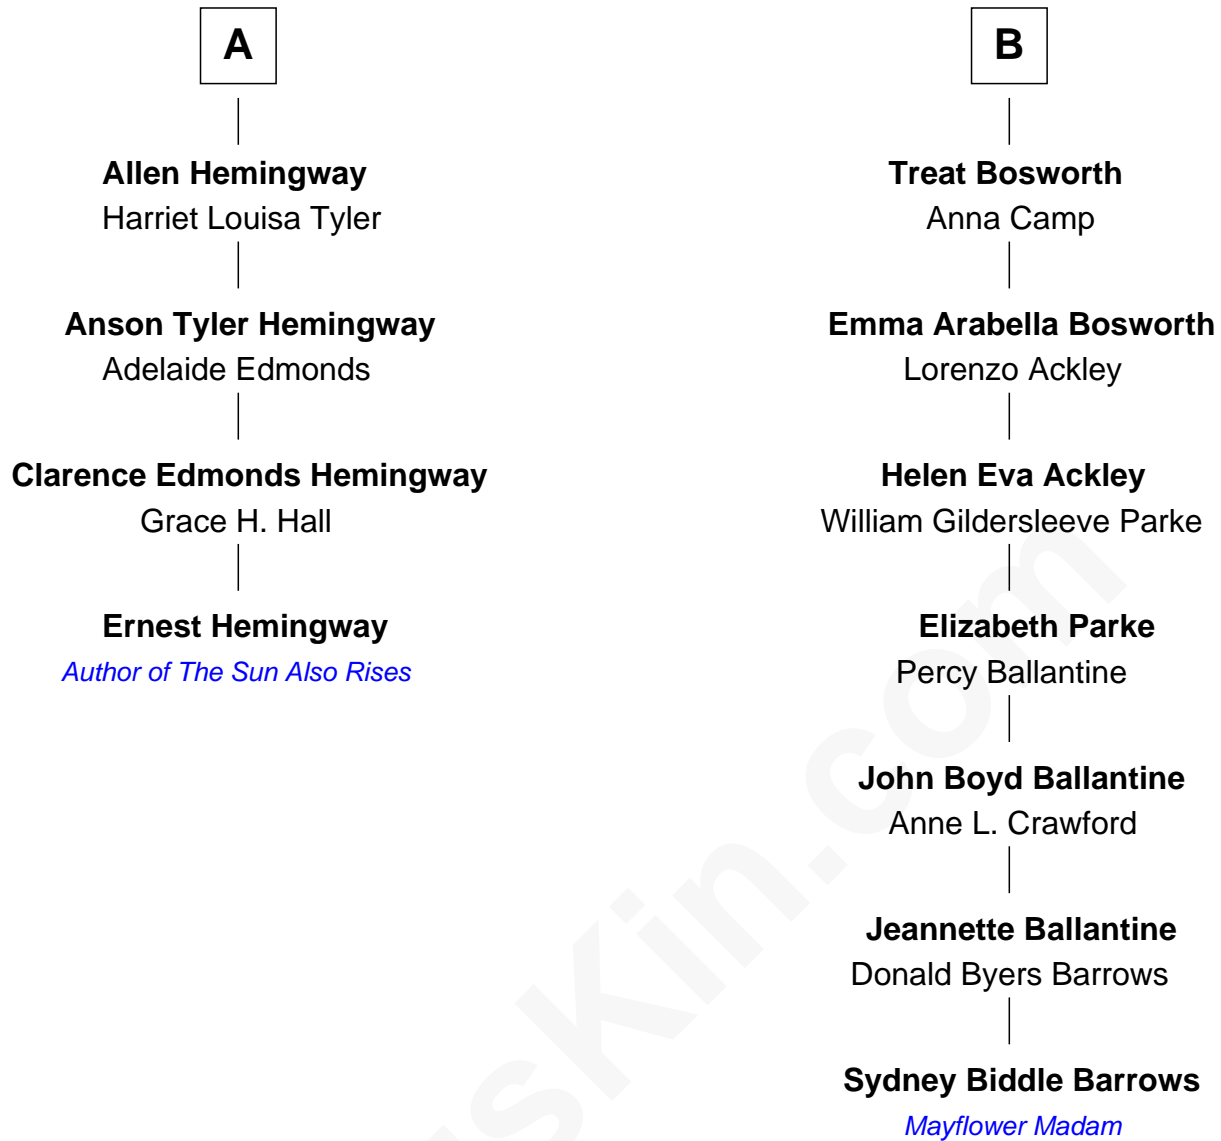 A
Allen Hemingway
Harriet Louisa Tyler
Anson Tyler Hemingway
Adelaide Edmonds
Clarence Edmonds Hemingway
Grace H. Hall
Ernest Hemingway
Author of The Sun Also Rises
B
Treat Bosworth
Anna Camp
Emma Arabella Bosworth
Lorenzo Ackley
Helen Eva Ackley
William Gildersleeve Parke
Elizabeth Parke
Percy Ballantine
John Boyd Ballantine
Anne L. Crawford
Jeannette Ballantine
Donald Byers Barrows
Sydney Biddle Barrows
Mayflower Madam
usKin.com